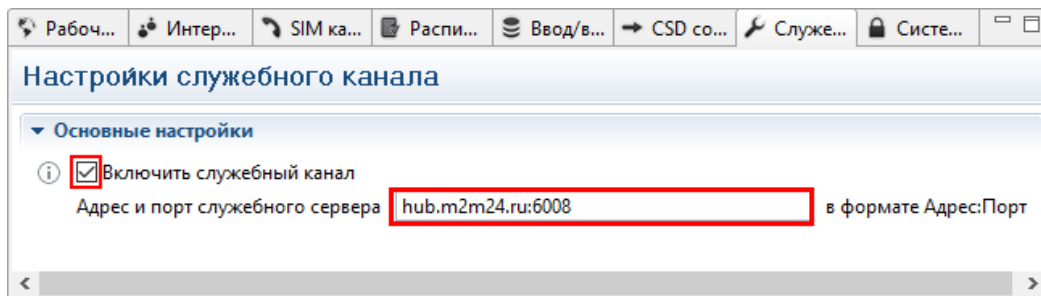 Рабоч... Интер... SIM ка... Распи... Ввод/в... CSD со... Служе... Систе...
Настройки служебного канала
Основные настройки
Включить служебный канал
Адрес и порт служебного сервера hub.m2m24.ru:6008 в формате Адрес:Порт